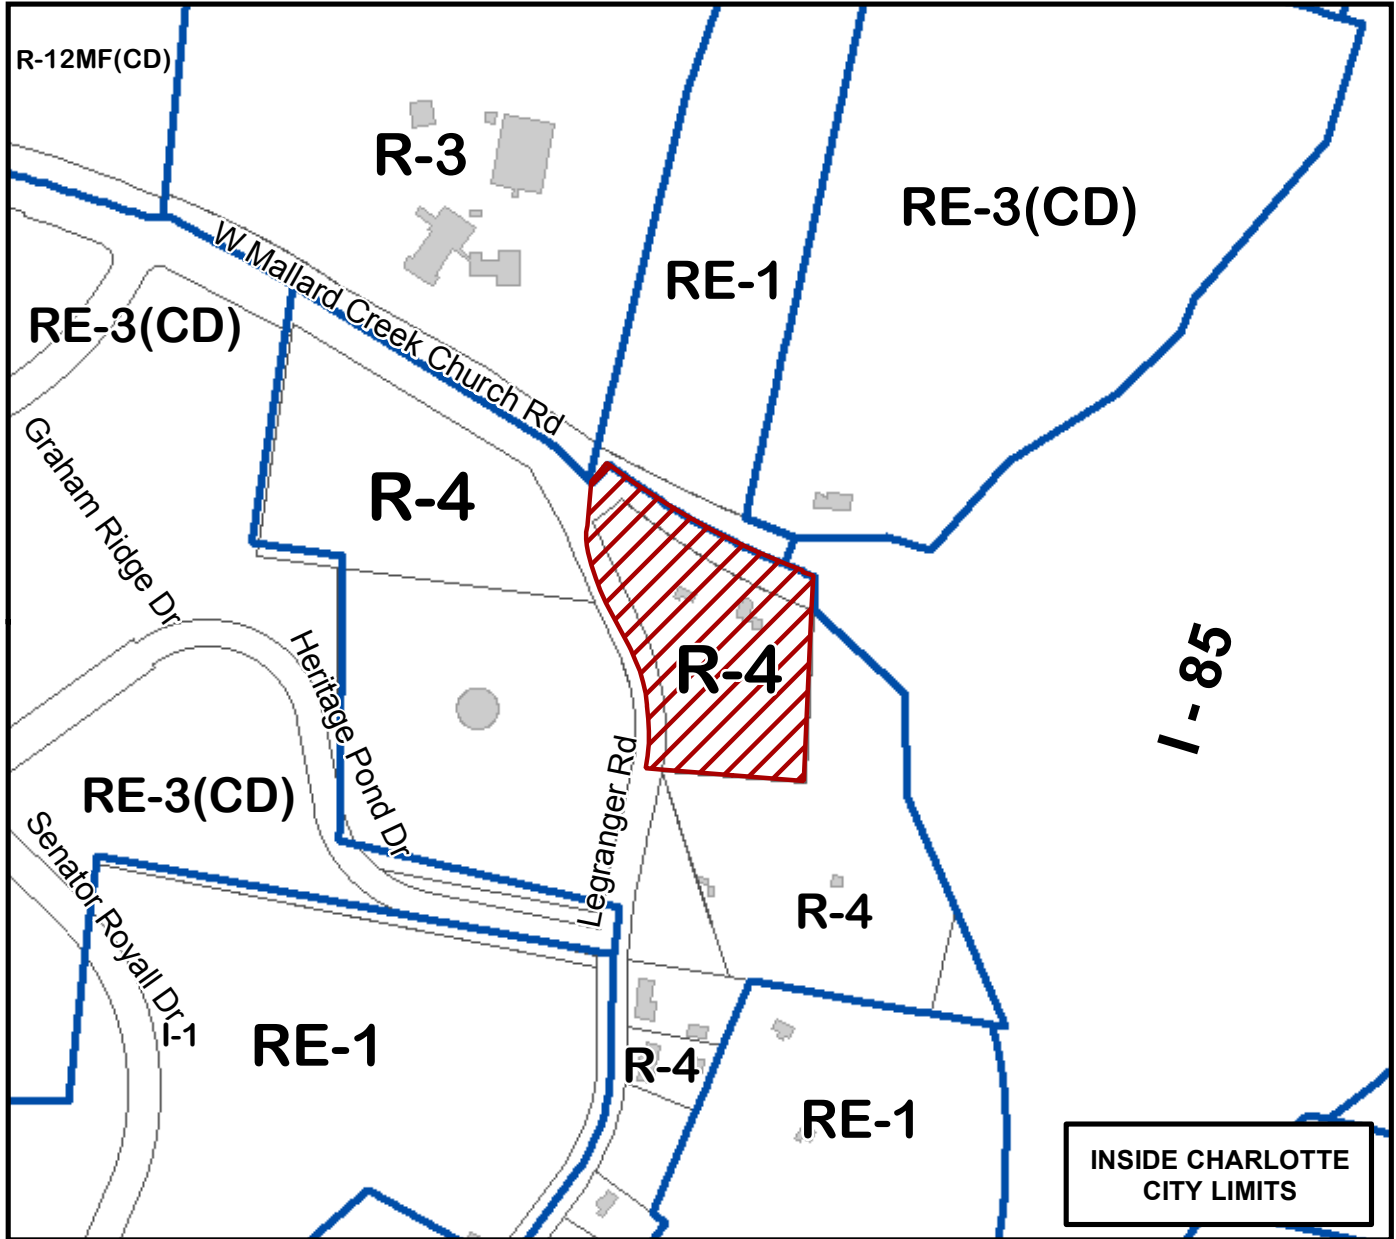 R-12MF(CD)
R-3
RE-3(CD)
RE-1
W Mallard Creek Church Rd
RE-3(CD)
R-4
Graham Ridge Dr
Heritage Pond Dr
R-4
I - 85
Legranger Rd
RE-3(CD)
Senator Royall Dr
R-4
I-1
RE-1
R-4
RE-1
INSIDE CHARLOTTE
CITY LIMITS